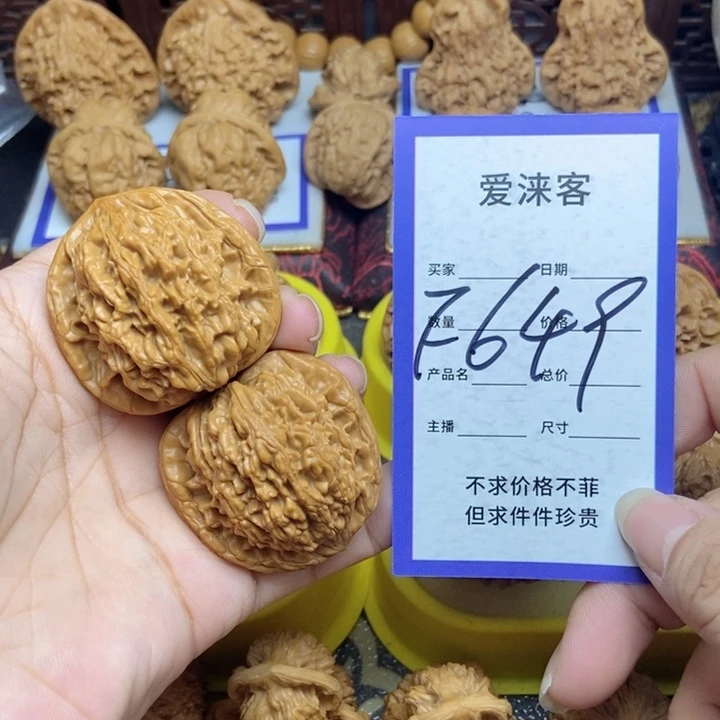 爱涞客
买家 日期
数量 价格
F649
产品名 总价
主播 尺寸
不求价格不菲
但求件件珍贵